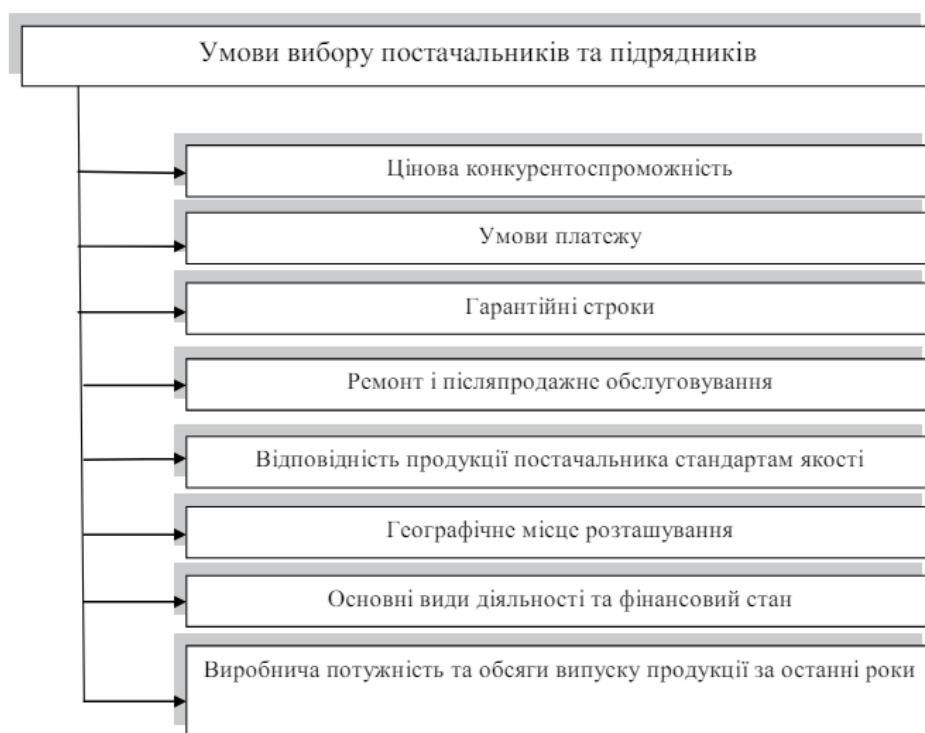 Умови вибору постачальників та підрядників
Цінова конкурентоспроможність
Умови платежу
Гарантійні строки
Ремонт і післяпродажне обслуговування
Відповідність продукції постачальника стандартам якості
Географічне місце розташування
Основні види діяльності та фінансовий стан
Виробнича потужність та обсяги випуску продукції за останні роки